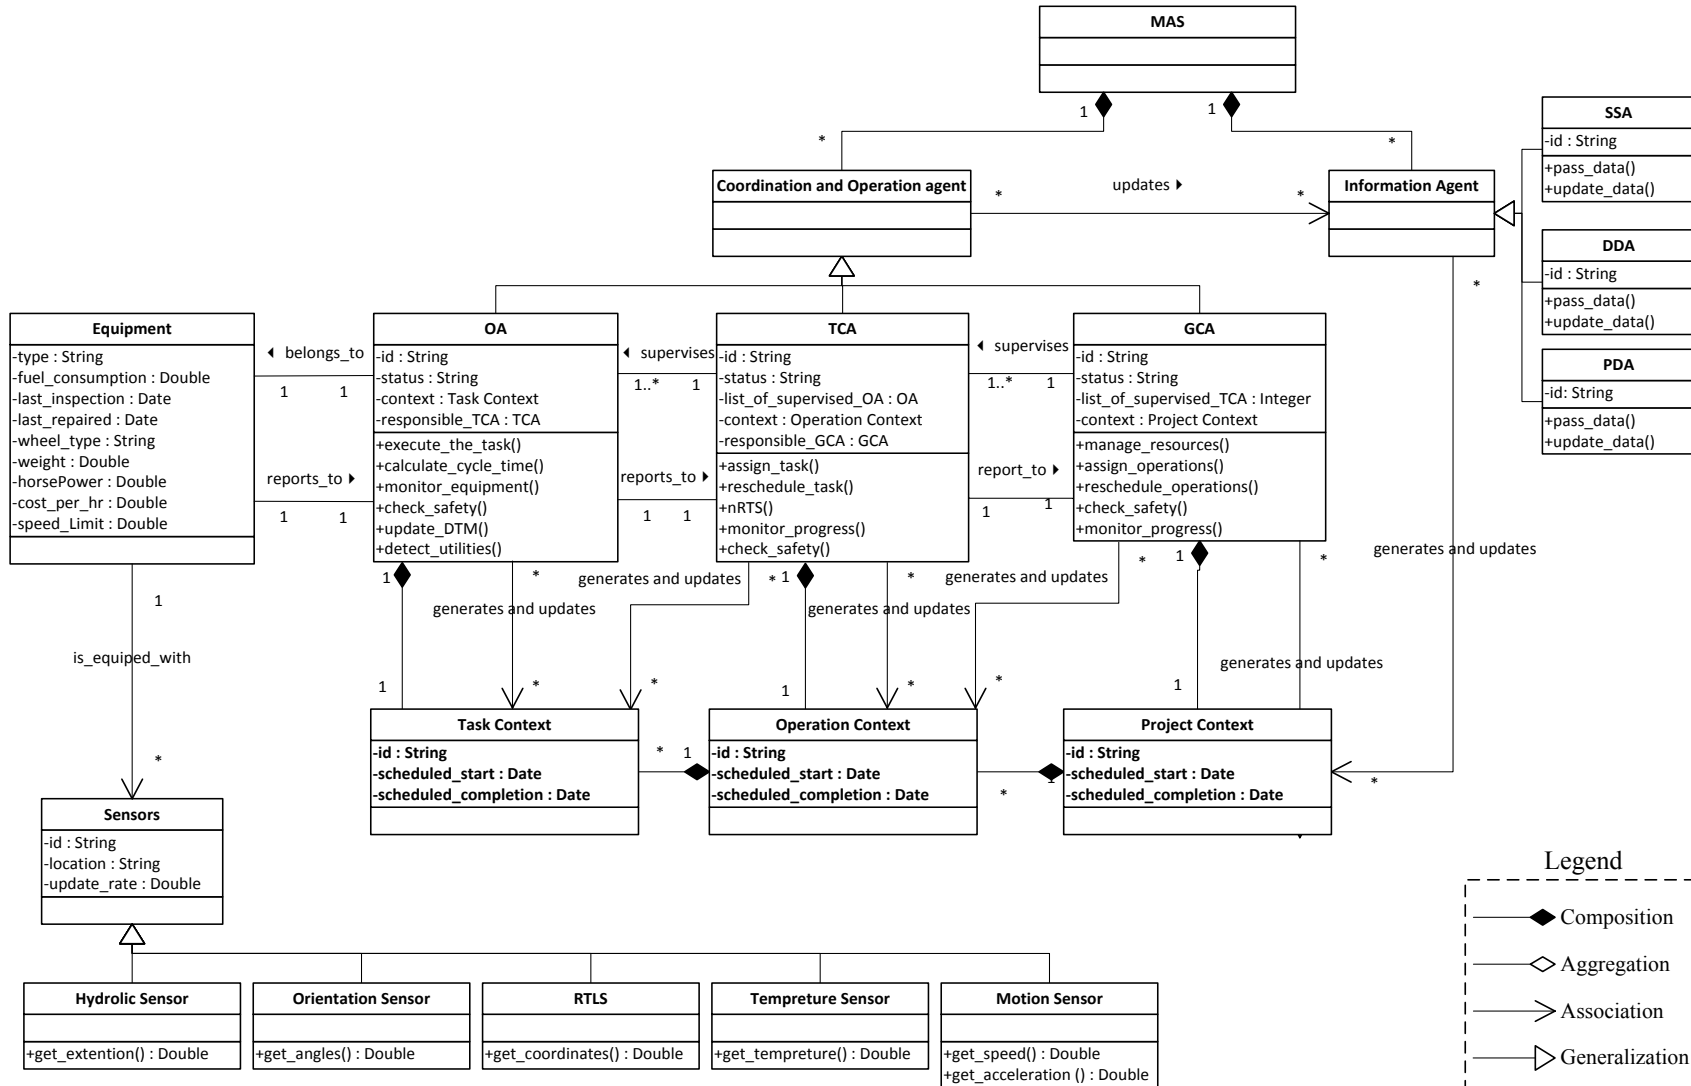 MAS
1
1
*
*
SSA
-id : String
+pass_data()
+update_data()
Coordination and Operation agent
*
updates
*
Information Agent
*
DDA
-id : String
+pass_data()
+update_data()
PDA
-id: String
+pass_data()
+update_data()
Equipment
-type : String
-fuel_consumption : Double
-last_inspection : Date
-last_repaired : Date
-wheel_type : String
-weight : Double
-horsePower : Double
-cost_per_hr : Double
-speed_Limit : Double
belongs_to
1
1
reports_to
1
1
OA
-id : String
-status : String
-context : Task Context
-responsible_TCA : TCA
+execute_the_task()
+calculate_cycle_time()
+monitor_equipment()
+check_safety()
+update_DTM()
+detect_utilities()
supervises
1..*
1
reports_to
1
1
TCA
-id : String
-status : String
-list_of_supervised_OA : OA
-context : Operation Context
-responsible_GCA : GCA
+assign_task()
+reschedule_task()
+nRTS()
+monitor_progress()
+check_safety()
supervises
1..*
1
report_to
1
1
GCA
-id : String
-status : String
-list_of_supervised_TCA : Integer
-context : Project Context
+manage_resources()
+assign_operations()
+reschedule_operations()
+check_safety()
+monitor_progress()
generates and updates
1
*
generates and updates
*
1
*
generates and updates
*
1
*
generates and updates
generates and updates
1
is_equiped_with
*
generates and updates
1
*
*
1
*
*
1
*
Task Context
-id : String
-scheduled_start : Date
-scheduled_completion : Date
*
1
Operation Context
-id : String
-scheduled_start : Date
-scheduled_completion : Date
*
1
Project Context
-id : String
-scheduled_start : Date
-scheduled_completion : Date
Sensors
-id : String
-location : String
-update_rate : Double
Hydrolic Sensor
+get_extention() : Double
Orientation Sensor
+get_angles() : Double
RTLS
+get_coordinates() : Double
Tempreture Sensor
+get_tempreture() : Double
Motion Sensor
+get_speed() : Double
+get_acceleration () : Double
Legend
Composition
Aggregation
Association
Generalization